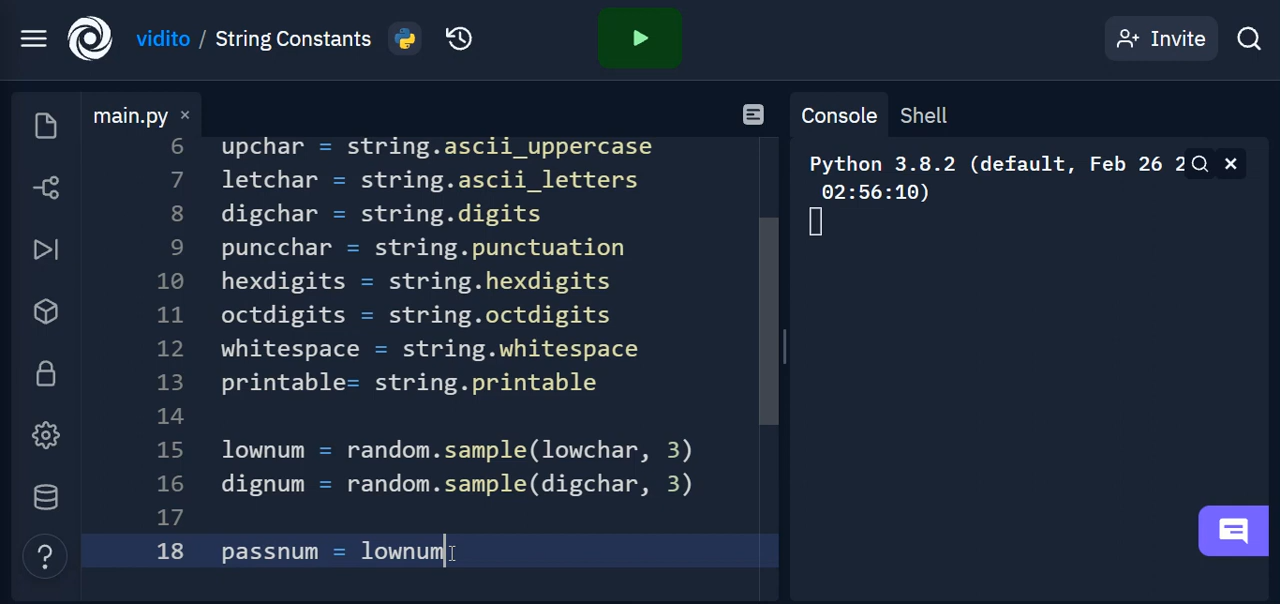 vidito / String Constants
Invite
main.py ×
Console
Shell
6 upchar = string.ascii_uppercase
7 letchar = string.ascii_letters
8 digchar = string.digits
9 puncchar = string.punctuation
10 hexdigits = string.hexdigits
11 octdigits = string.octdigits
12 whitespace = string.whitespace
13 printable= string.printable
14
15 lownum = random.sample(lowchar, 3)
16 dignum = random.sample(digchar, 3)
17
18 passnum = lownum
Python 3.8.2 (default, Feb 26 2
02:56:10)
?